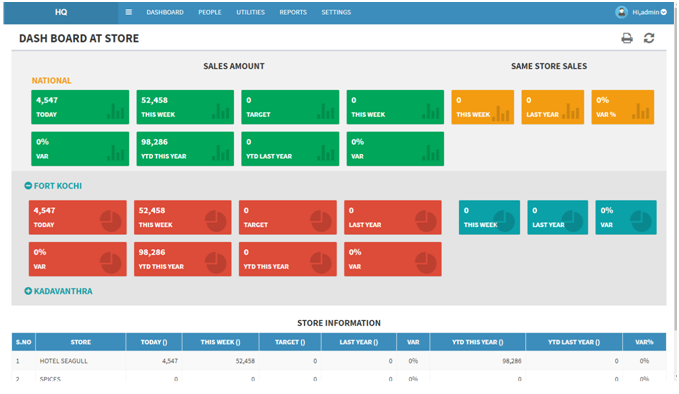 HQ DASHBOARD PEOPLE UTILITIES REPORTS SETTINGS Hi,admin
DASH BOARD AT STORE
SALES AMOUNT SAME STORE SALES
NATIONAL
4,547 52,458 0 0 0 0 0%
TODAY THIS WEEK TARGET THIS WEEK THIS WEEK LAST YEAR VAR %
0% 98,286 0 0%
VAR YTD THIS YEAR YTD LAST YEAR VAR
FORT KOCHI
4,547 52,458 0 0 0 0 0%
TODAY THIS WEEK TARGET LAST YEAR THIS WEEK LAST YEAR VAR
0% 98,286 0 0%
VAR YTD THIS YEAR YTD THIS YEAR VAR
KADAVANTHRA
STORE INFORMATION
S.NO STORE TODAY () THIS WEEK () TARGET () LAST YEAR () VAR YTD THIS YEAR () YTD LAST YEAR () VAR%
1 HOTEL SEAGULL 4,547 52,458 0 0 0% 98,286 0 0%
2 SPICES 0 0 0 0 0% 0 0 0%